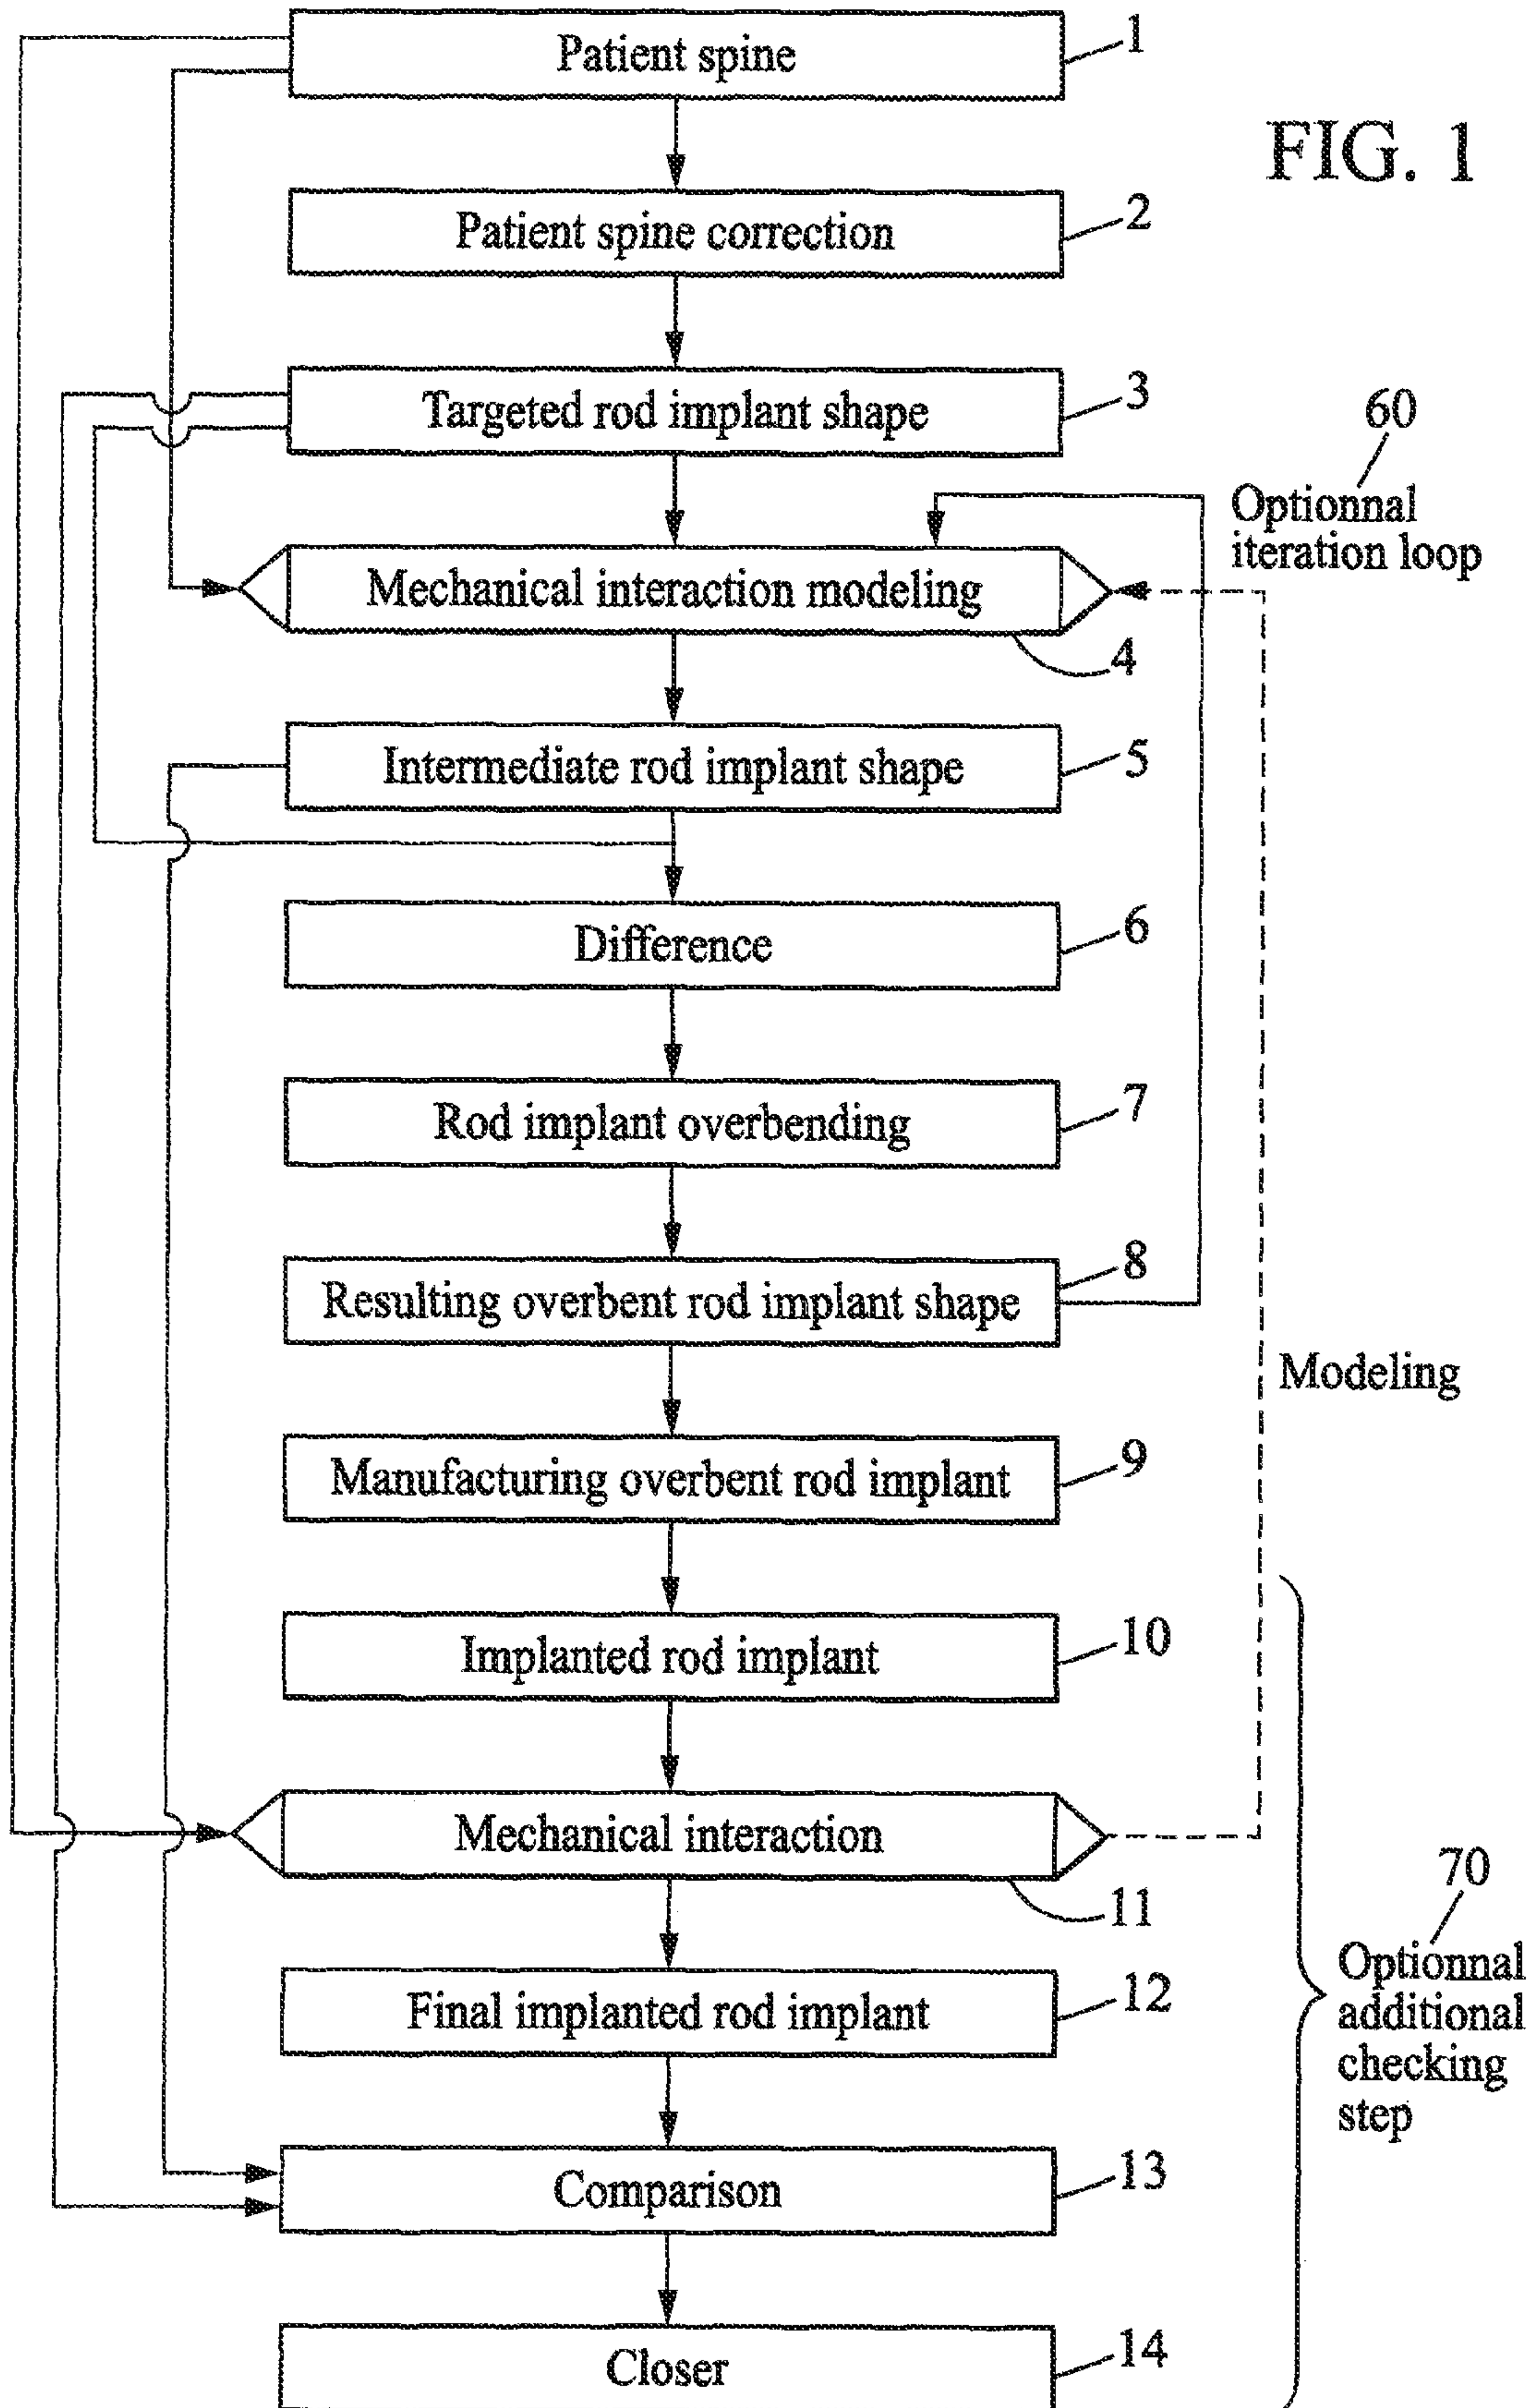 Patient spine
1
FIG. 1
Patient spine correction
2
Targeted rod implant shape
3
60
Optionnal
iteration loop
Mechanical interaction modeling
4
Intermediate rod implant shape
5
Difference
6
Rod implant overbending
7
Resulting overbent rod implant shape
8
Modeling
Manufacturing overbent rod implant
9
Implanted rod implant
10
Mechanical interaction
11
70
Optionnal
additional
checking
step
Final implanted rod implant
12
Comparison
13
Closer
14